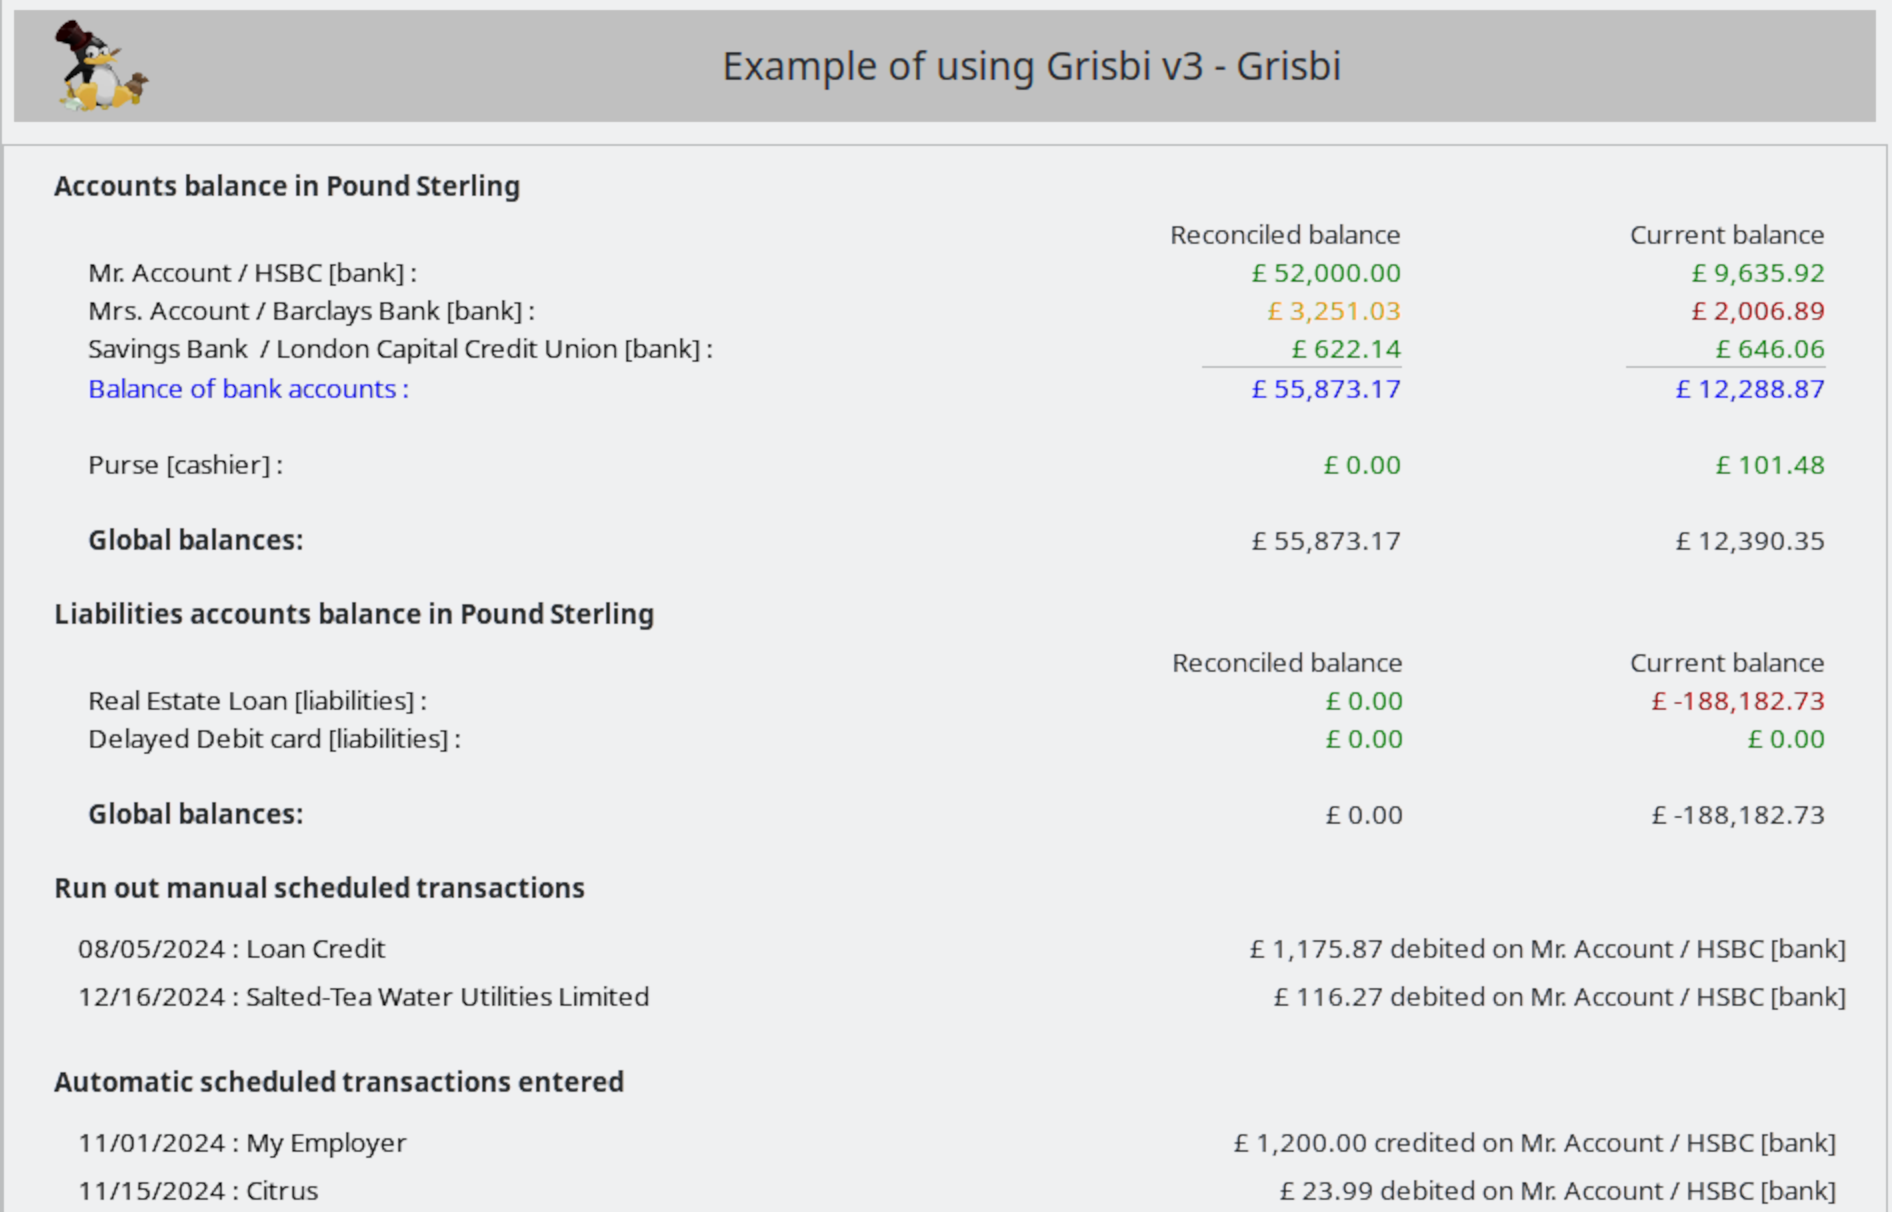 Example of using Grisbi v3 - Grisbi
Accounts balance in Pound Sterling
Reconciled balance Current balance
Mr. Account / HSBC [bank] : £ 52,000.00 £ 9,635.92
Mrs. Account / Barclays Bank [bank] : £ 3,251.03 £ 2,006.89
Savings Bank / London Capital Credit Union [bank] : £ 622.14 £ 646.06
Balance of bank accounts : £ 55,873.17 £ 12,288.87
Purse [cashier] : £ 0.00 £ 101.48
Global balances: £ 55,873.17 £ 12,390.35
Liabilities accounts balance in Pound Sterling
Reconciled balance Current balance
Real Estate Loan [liabilities] : £ 0.00 £ -188,182.73
Delayed Debit card [liabilities] : £ 0.00 £ 0.00
Global balances: £ 0.00 £ -188,182.73
Run out manual scheduled transactions
08/05/2024 : Loan Credit £ 1,175.87 debited on Mr. Account / HSBC [bank]
12/16/2024 : Salted-Tea Water Utilities Limited £ 116.27 debited on Mr. Account / HSBC [bank]
Automatic scheduled transactions entered
11/01/2024 : My Employer £ 1,200.00 credited on Mr. Account / HSBC [bank]
11/15/2024 : Citrus £ 23.99 debited on Mr. Account / HSBC [bank]